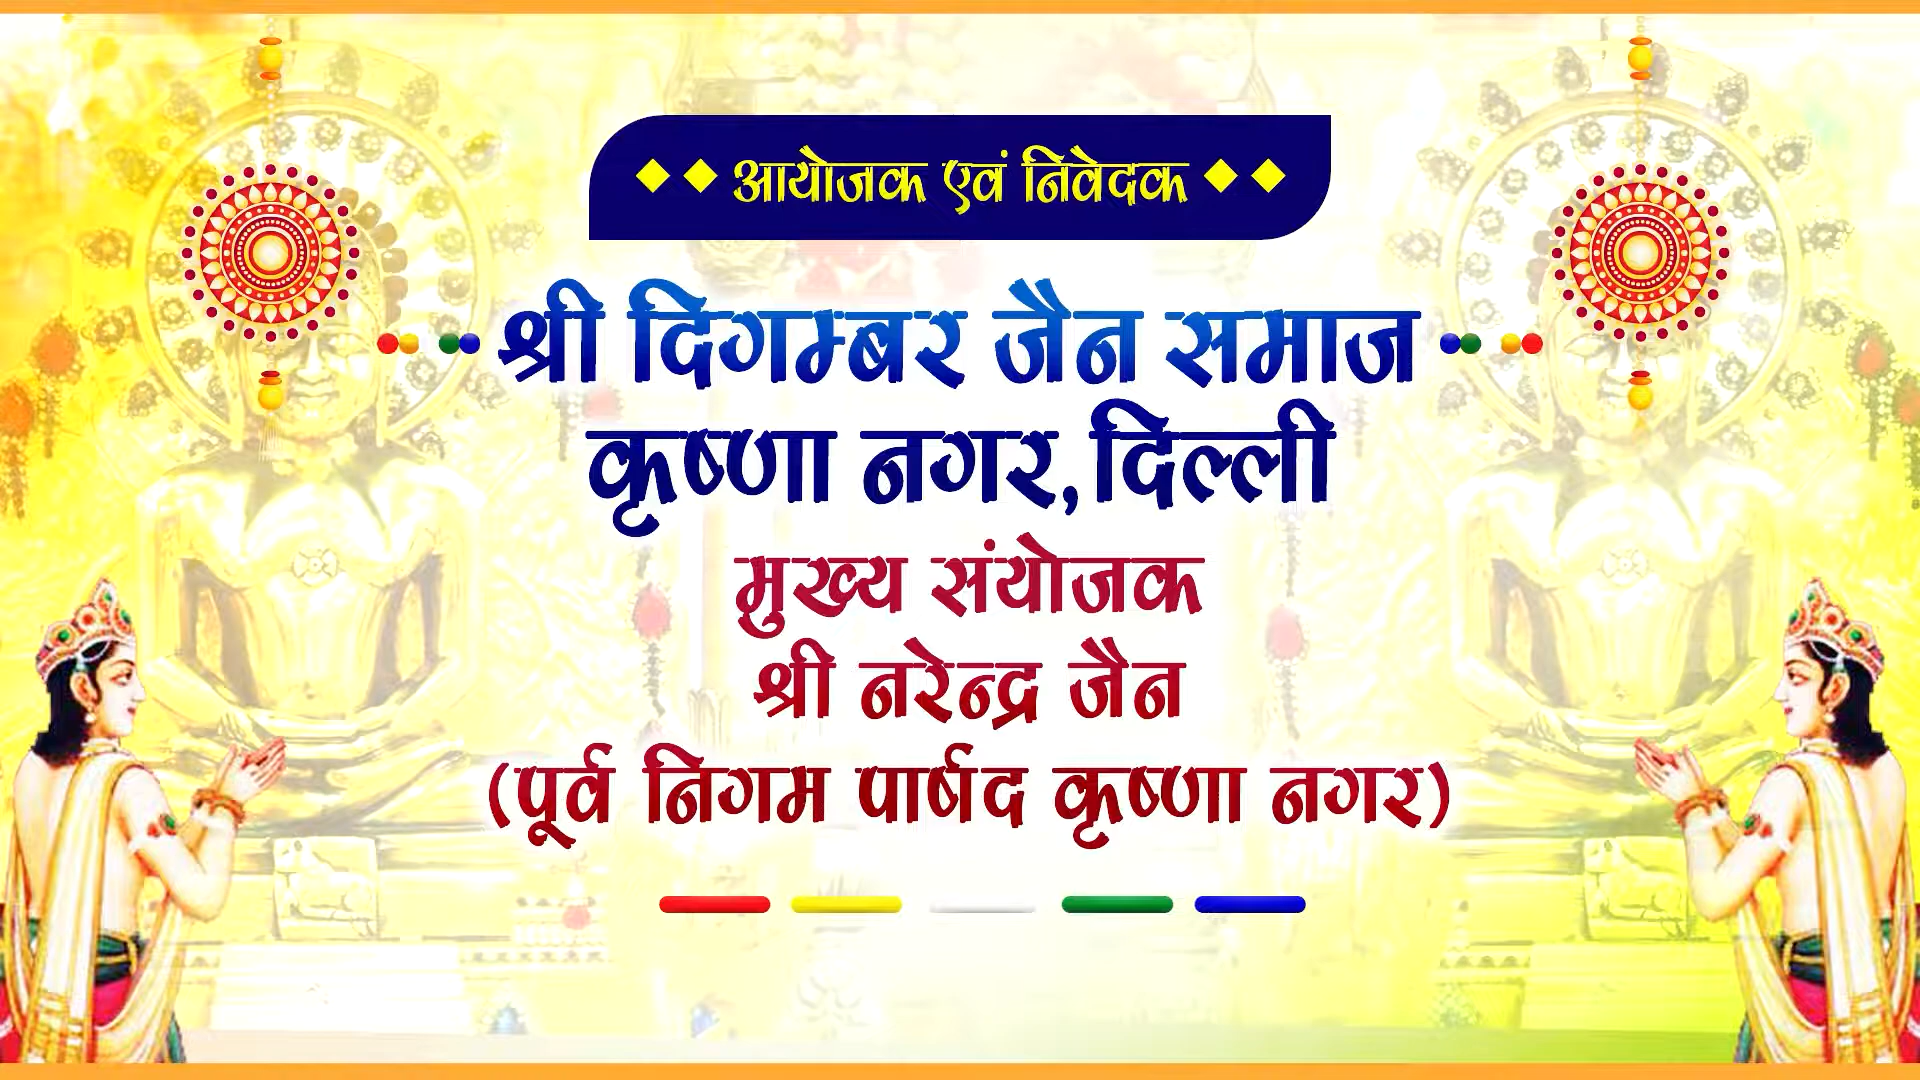 आयोजक एवं निवेदक
श्री दिगम्बर जैन समाज
कृष्णा नगर, दिल्ली
मुख्य संयोजक
श्री नरेन्द्र जैन
(पूर्व निगम पार्षद कृष्णा नगर)